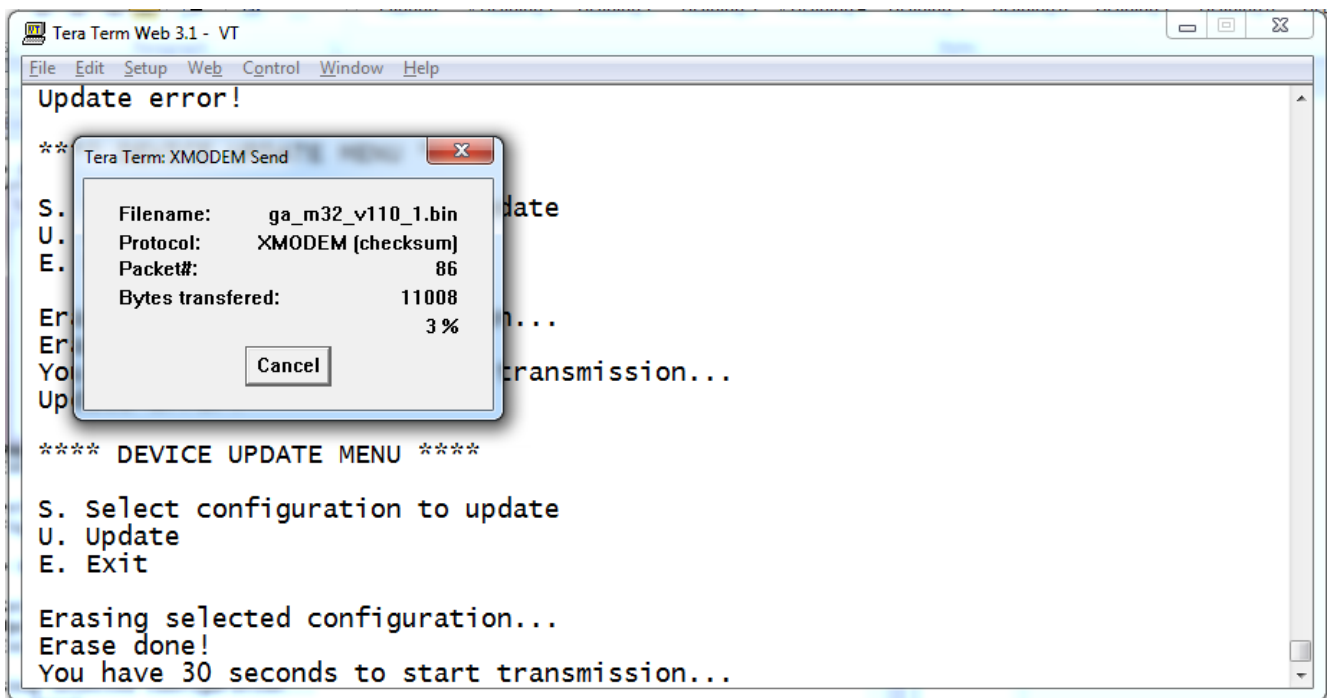 Tera Term Web 3.1 - VT
File Edit Setup Web Control Window Help
Update error!
**
Tera Term: XMODEM Send
S. date
Filename: ga_m32_v110_1.bin
U.
Protocol: XMODEM (checksum)
E.
Packet#: 86
Bytes transfered: 11008
Er n...
3 %
Er
Cancel
You transmission...
Up
**** DEVICE UPDATE MENU ****
S. Select configuration to update
U. Update
E. Exit
Erasing selected configuration...
Erase done!
You have 30 seconds to start transmission...